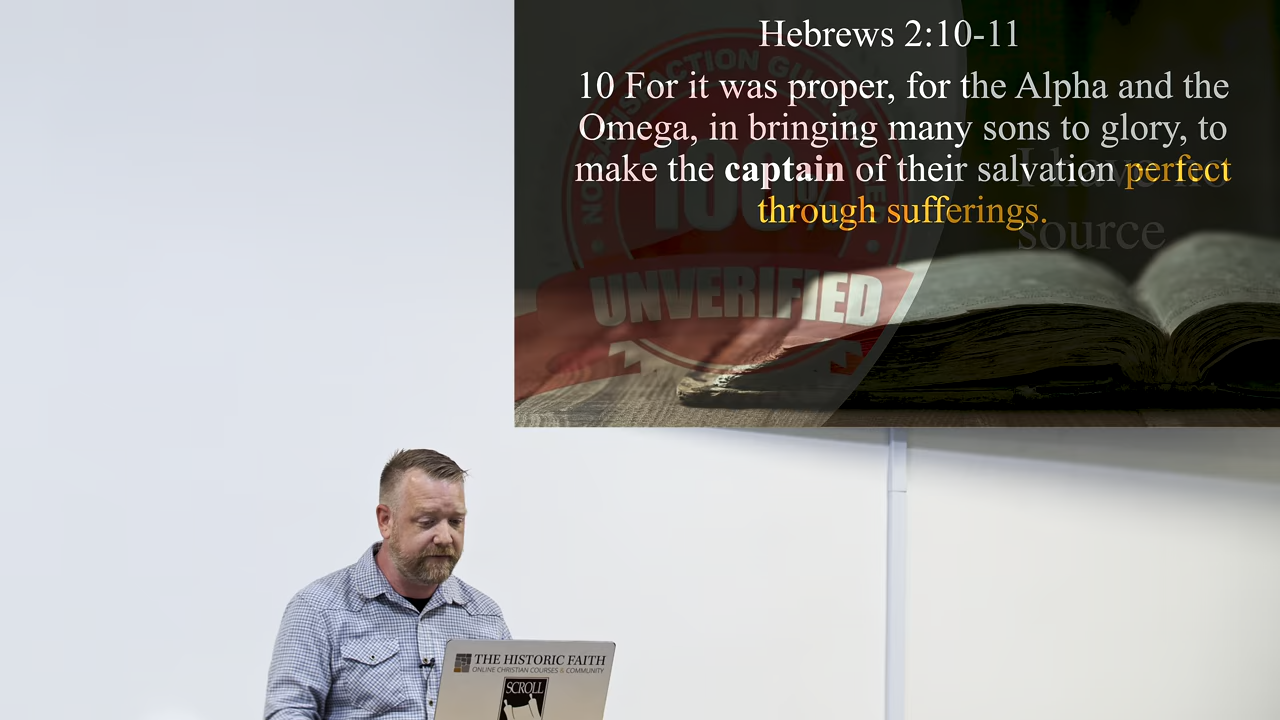 Hebrews 2:10-11
10 For it was proper, for the Alpha and the
Omega, in bringing many sons to glory, to
make the captain of their salvation perfect
through sufferings.
I have no
source
100%
UNVERIFIED
THE HISTORIC FAITH
ONLINE CHRISTIAN COURSES & COMMUNITY
SCROLL